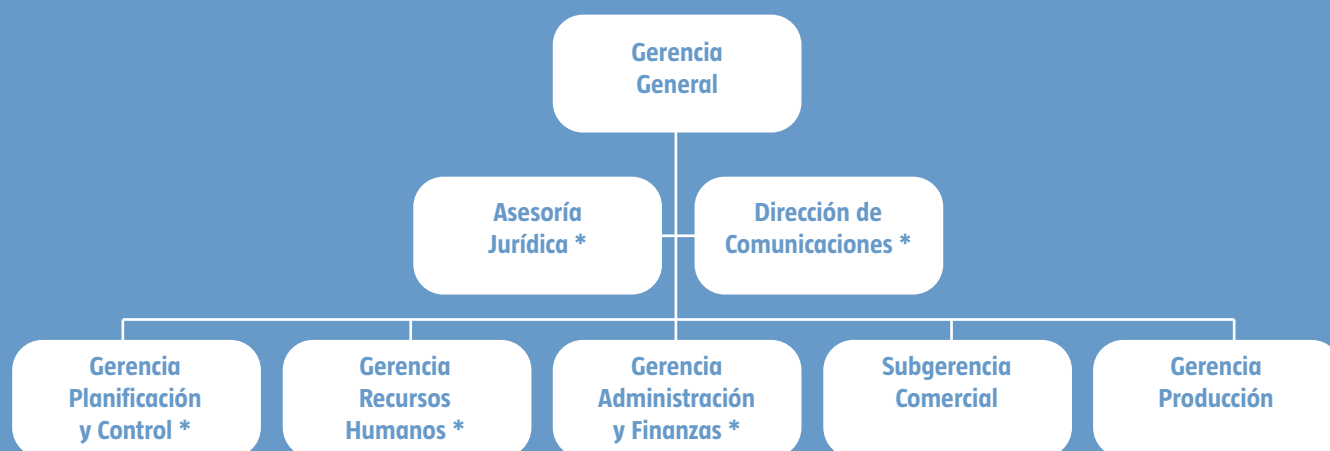 Gerencia
General
Asesoría
Jurídica *
Dirección de
Comunicaciones *
Gerencia
Planificación
y Control *
Gerencia
Recursos
Humanos *
Gerencia
Administración
y Finanzas *
Subgerencia
Comercial
Gerencia
Producción